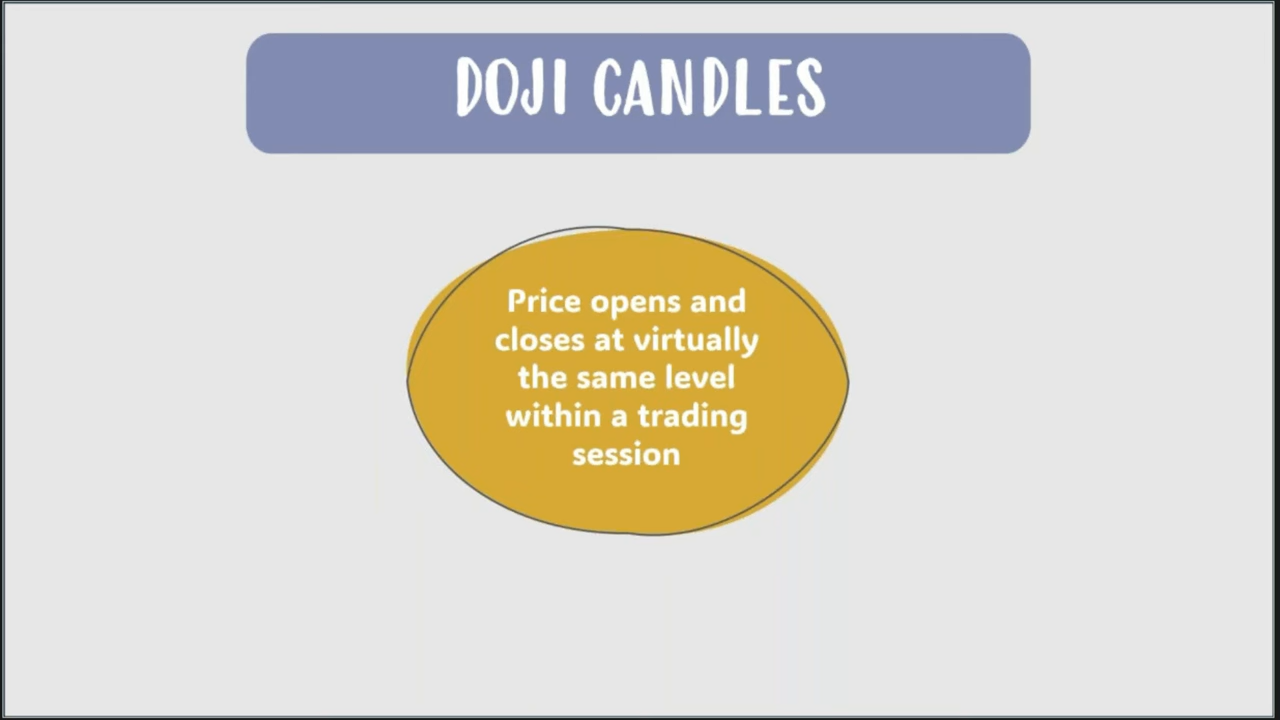 DOJI CANDLES
Price opens and
closes at virtually
the same level
within a trading
session